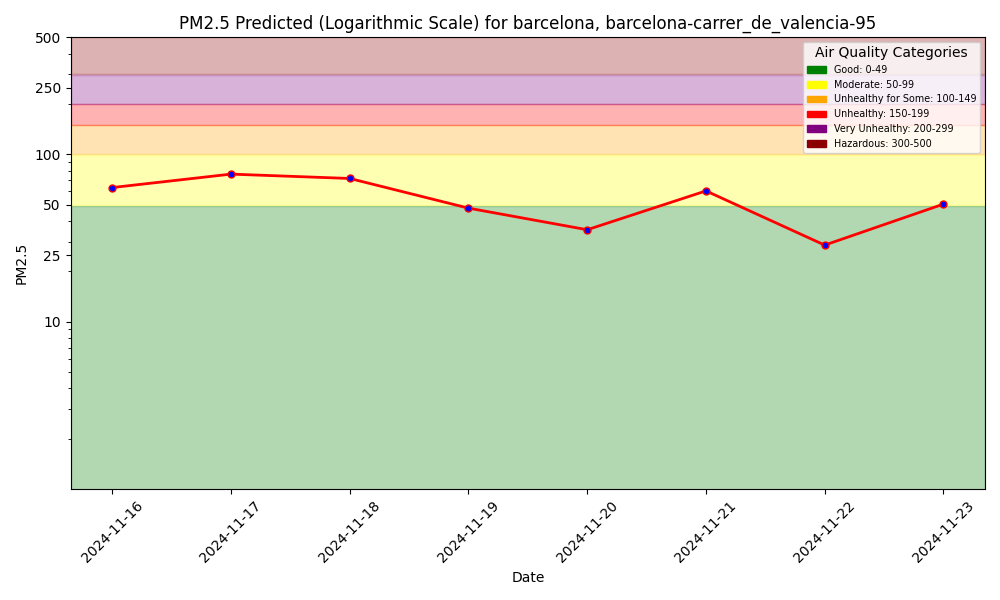 PM2.5 Predicted (Logarithmic Scale) for barcelona, barcelona-carrer_de_valencia-95
Air Quality Categories
Good: 0-49
Moderate: 50-99
Unhealthy for Some: 100-149
Unhealthy: 150-199
Very Unhealthy: 200-299
Hazardous: 300-500
500
250
100
50
25
10
PM2.5
2024-11-16
2024-11-17
2024-11-18
2024-11-19
2024-11-20
2024-11-21
2024-11-22
2024-11-23
Date